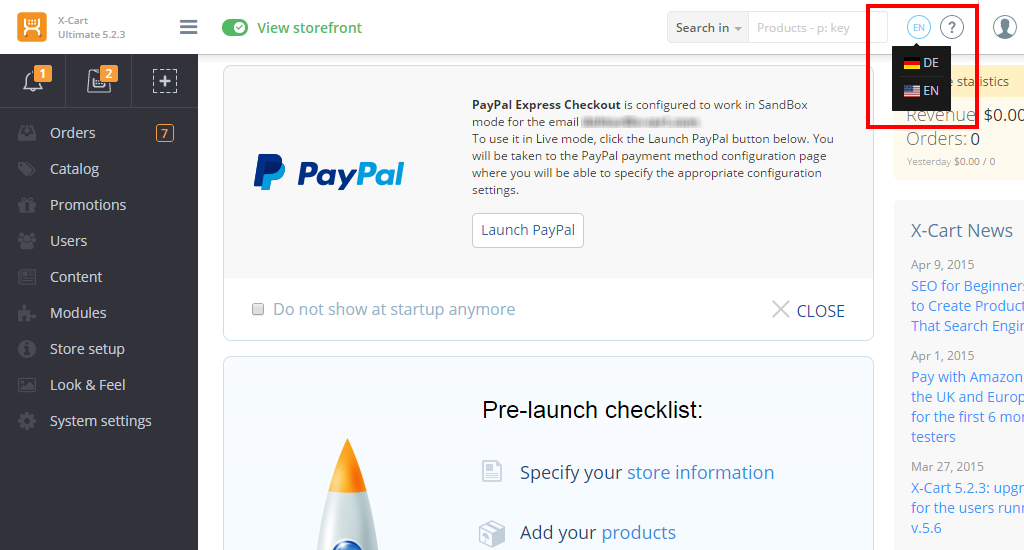 X-Cart
Ultimate 5.2.3
View storefront
Search in
Products - p: key
EN
?
DE
EN
1
2
Orders
7
Catalog
Promotions
Users
Content
Modules
Store setup
Look & Feel
System settings
PayPal
PayPal Express Checkout is configured to work in SandBox
mode for the email
To use it in Live mode, click the Launch PayPal button below. You
will be taken to the PayPal payment method configuration page
where you will be able to specify the appropriate configuration
settings.
Launch PayPal
Do not show at startup anymore
CLOSE
Pre-launch checklist:
Specify your store information
Add your products
statistics
Revenue $0.00
Orders: 0
Yesterday $0.00 / 0
X-Cart News
Apr 9, 2015
SEO for Beginners
to Create Product
That Search Engin
Apr 1, 2015
Pay with Amazon
the UK and Europ
for the first 6 mon
testers
Mar 27, 2015
X-Cart 5.2.3: upgr
for the users runn
v.5.6